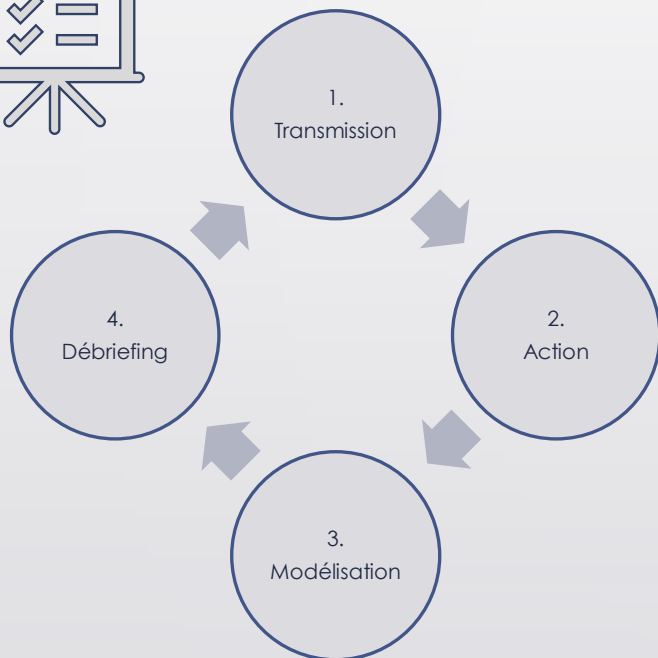 1.
Transmission
2.
Action
3.
Modélisation
4.
Débriefing